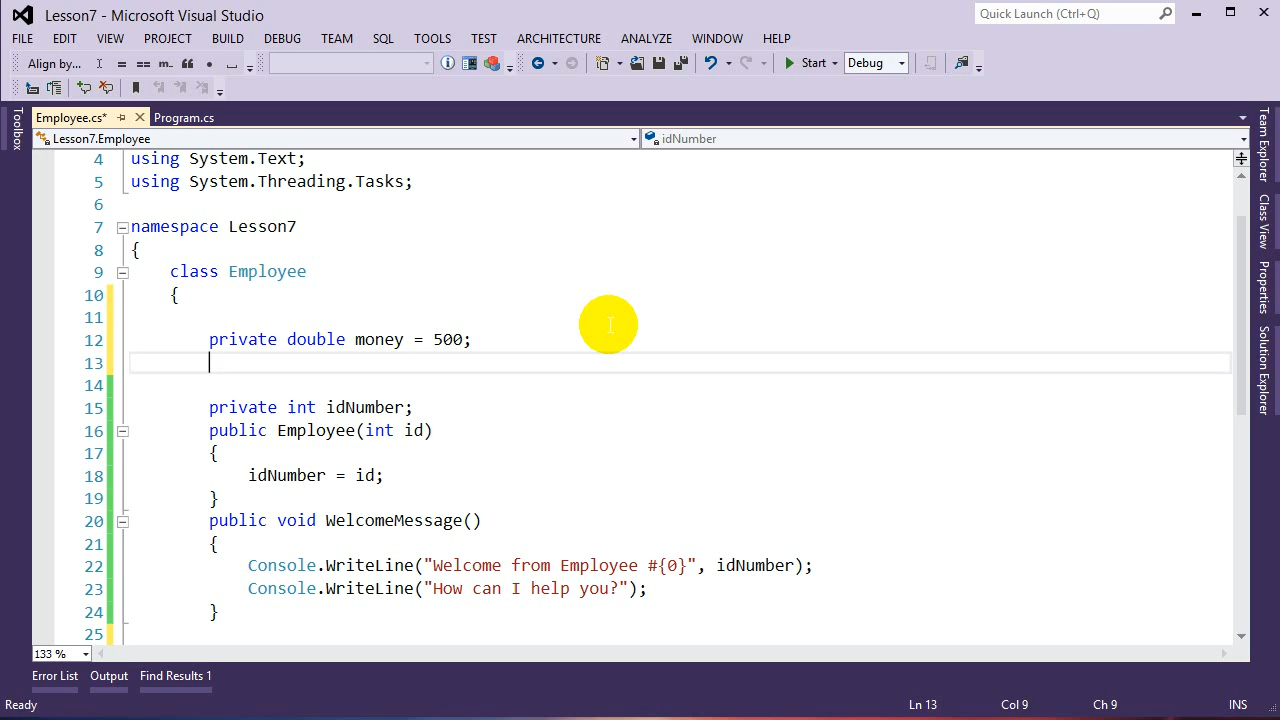 Lesson7 - Microsoft Visual Studio
Quick Launch (Ctrl+Q)
FILE EDIT VIEW PROJECT BUILD DEBUG TEAM SQL TOOLS TEST ARCHITECTURE ANALYZE WINDOW HELP
Align by... = == m.. Start Debug
Employee.cs* Program.cs
Lesson7.Employee idNumber
Toolbox
4 using System.Text;
5 using System.Threading.Tasks;
6
7 namespace Lesson7
8 {
9 class Employee
10 {
11
12 private double money = 500;
13
14
15 private int idNumber;
16 public Employee(int id)
17 {
18 idNumber = id;
19 }
20 public void WelcomeMessage()
21 {
22 Console.WriteLine("Welcome from Employee #{0}", idNumber);
23 Console.WriteLine("How can I help you?");
24 }
25
Team Explorer
Class View
Properties
Solution Explorer
133 %
Error List Output Find Results 1
Ready Ln 13 Col 9 Ch 9 INS